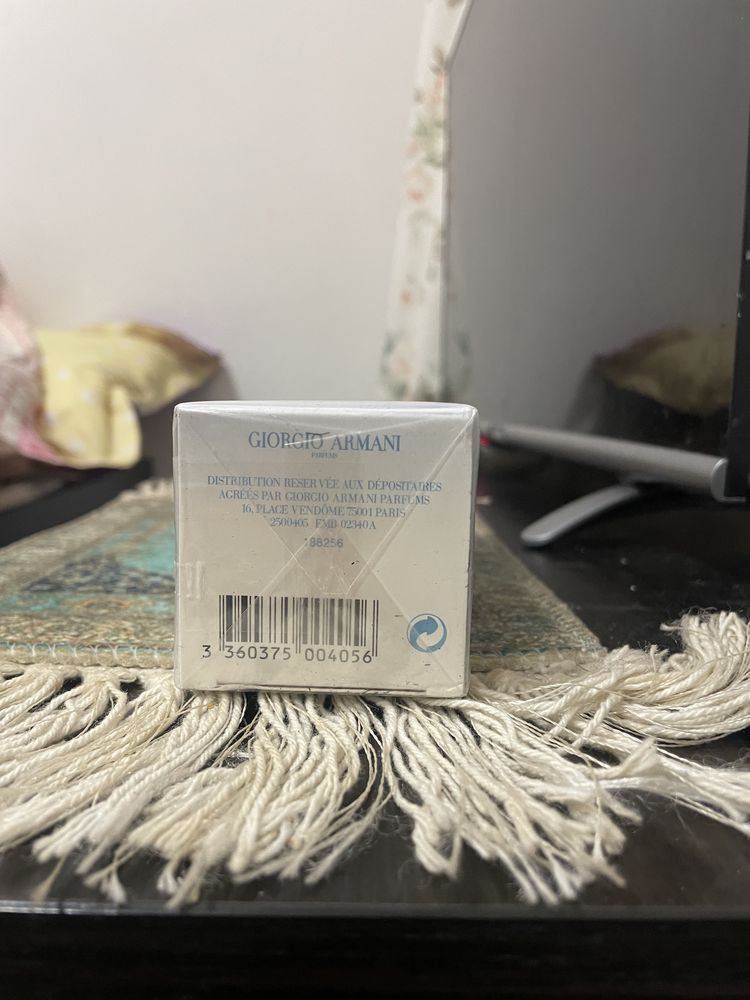 GIORGIO ARMANI
PARFUMS
DISTRIBUTION RESERVÉE AUX DÉPOSITAIRES
AGRÉÉS PAR GIORGIO ARMANI PARFUMS
16, PLACE VENDÔME 75001 PARIS
2500405 EMB 02340A
188256
3 360375 004056